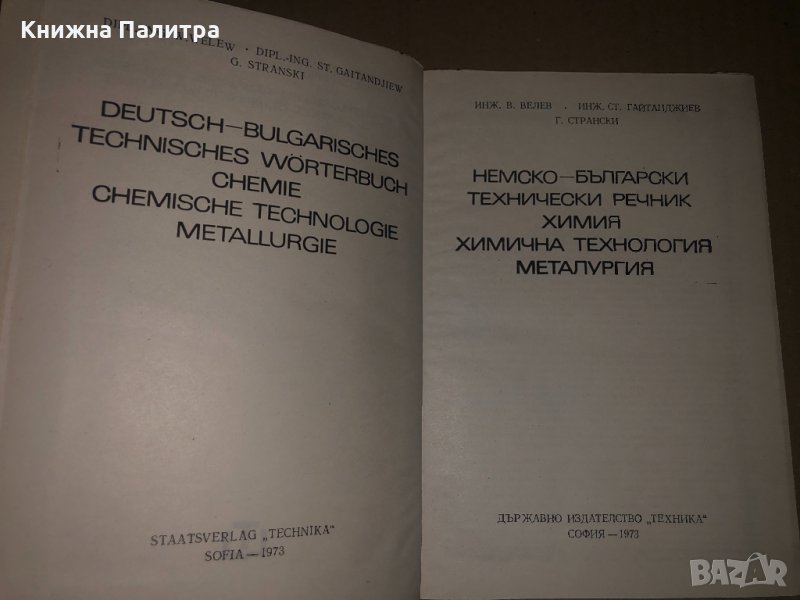 Книжна Палитра
DIPL.-ING. ST. GAITANDJIEW
G. STRANSKI
DEUTSCH—BULGARISCHES
TECHNISCHES WÖRTERBUCH
CHEMIE
CHEMISCHE TECHNOLOGIE
METALLURGIE
STAATSVERLAG „TECHNIKA“
SOFIA—1973
ИНЖ. В. ВЕЛЕВ · ИНЖ. СТ. ГАЙТАНДЖИЕВ
Г. СТРАНСКИ
НЕМСКО—БЪЛГАРСКИ
ТЕХНИЧЕСКИ РЕЧНИК
ХИМИЯ
ХИМИЧНА ТЕХНОЛОГИЯ
МЕТАЛУРГИЯ
ДЪРЖАВНО ИЗДАТЕЛСТВО „ТЕХНИКА“
СОФИЯ—1973
BAZAR